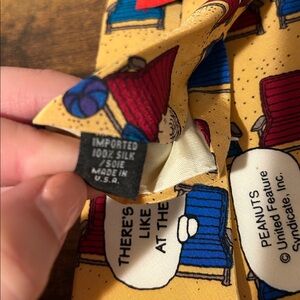 IMPORTED
100% SILK
/ SOIE
MADE IN
U.S.A.
THERE'S
LIKE
AT THE
PEANUTS
© United Feature
Syndicate, Inc.